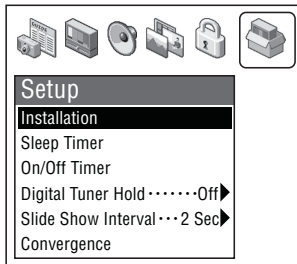 Setup
Installation
Sleep Timer
On/Off Timer
Digital Tuner Hold ·······Off
Slide Show Interval ···2 Sec
Convergence